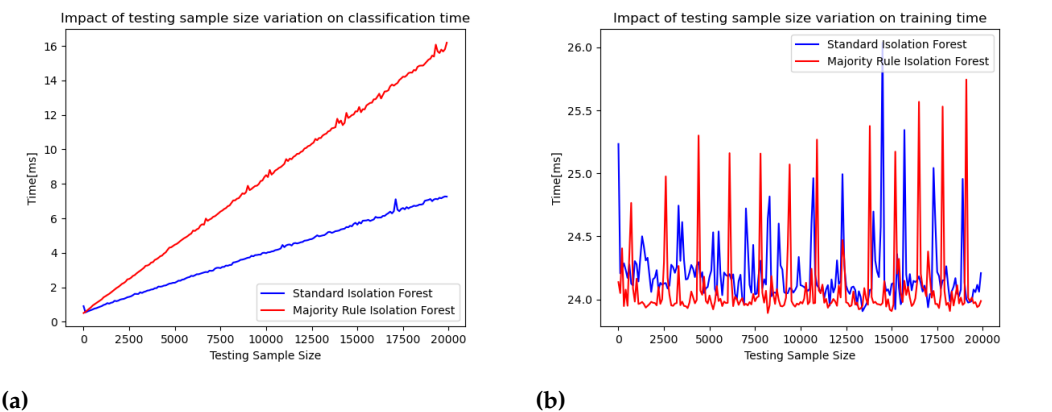 Impact of testing sample size variation on classification time
16
14
12
10
8
6
4
2
0
Time[ms]
Standard Isolation Forest
Majority Rule Isolation Forest
0 2500 5000 7500 10000 12500 15000 17500 20000
Testing Sample Size
(a)
Impact of testing sample size variation on training time
26.0
25.0
24.5
24.0
Time[ms]
Standard Isolation Forest
Majority Rule Isolation Forest
0 2500 5000 7500 10000 12500 15000 17500 20000
Testing Sample Size
(b)